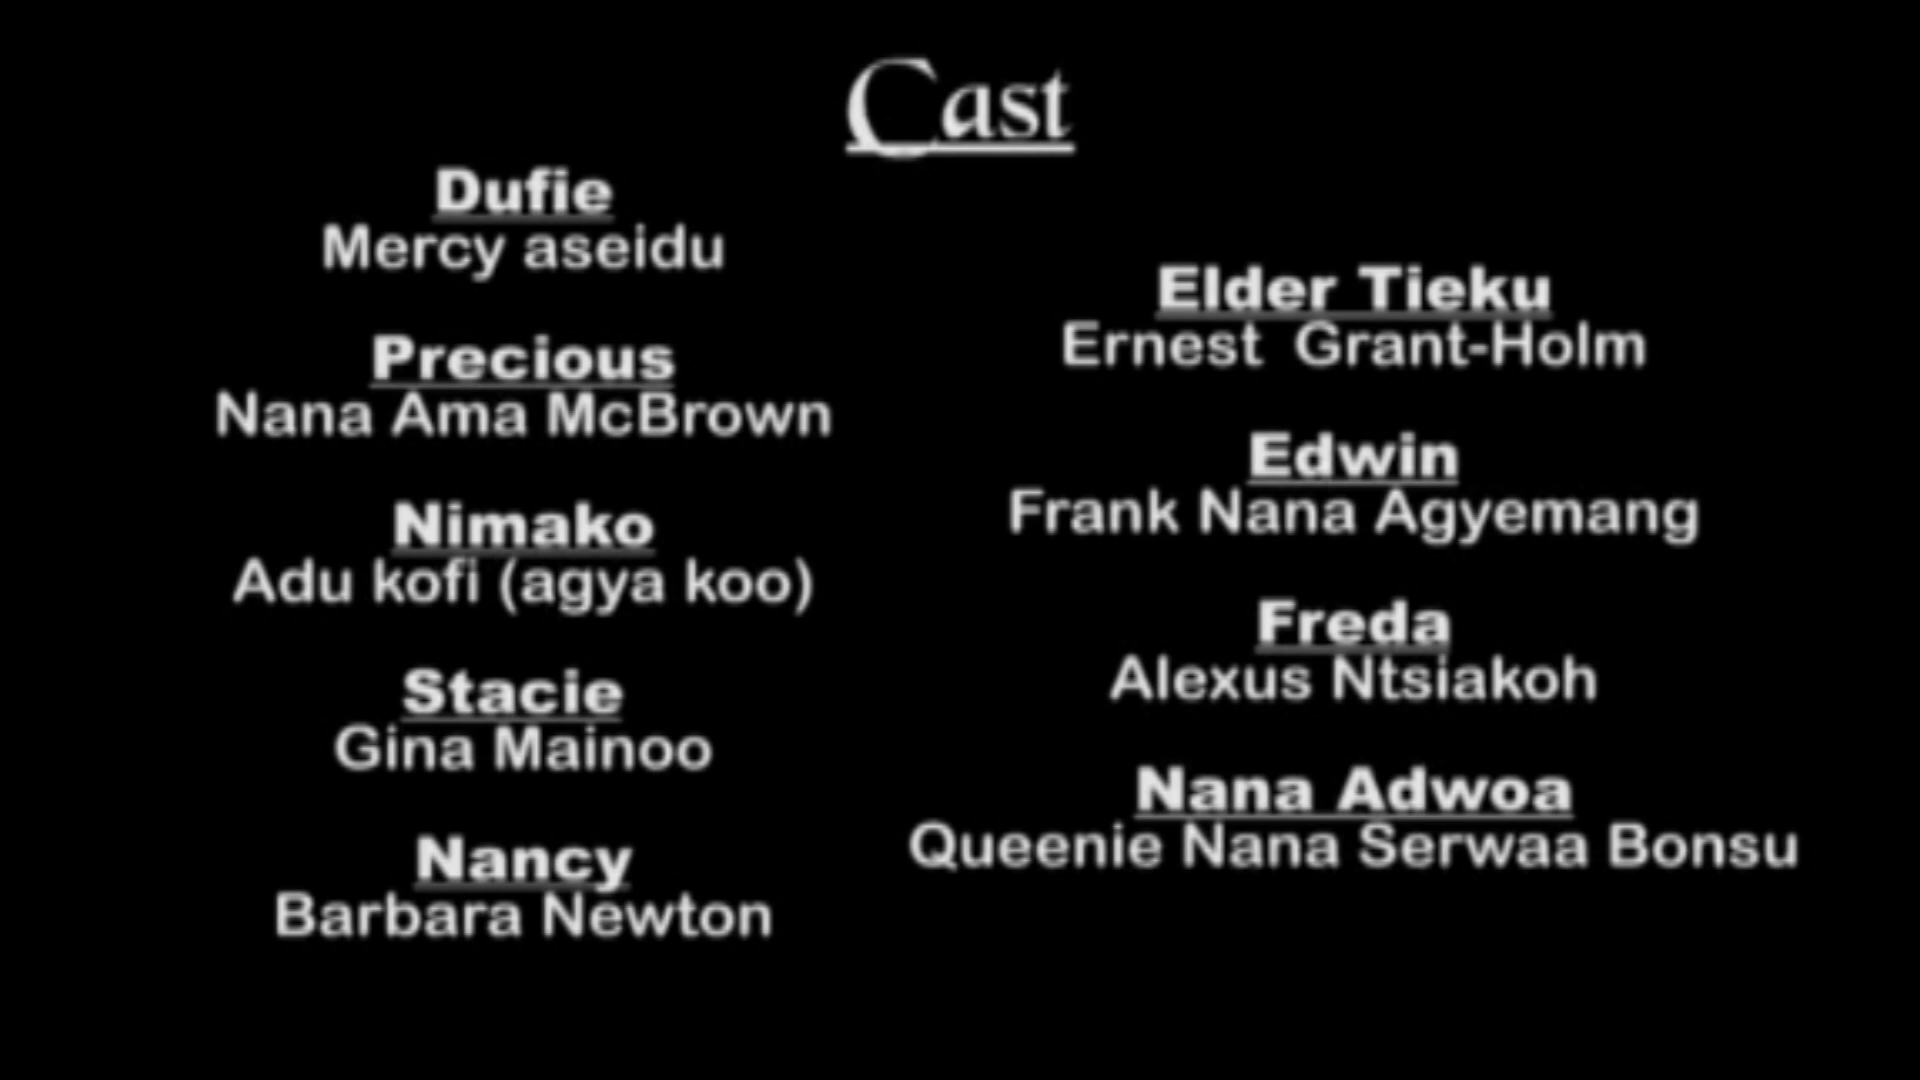 Cast
Dufie
Mercy aseidu
Precious
Nana Ama McBrown
Nimako
Adu kofi (agya koo)
Stacie
Gina Mainoo
Nancy
Barbara Newton
Elder Tieku
Ernest  Grant-Holm
Edwin
Frank Nana Agyemang
Freda
Alexus Ntsiakoh
Nana Adwoa
Queenie Nana Serwaa Bonsu